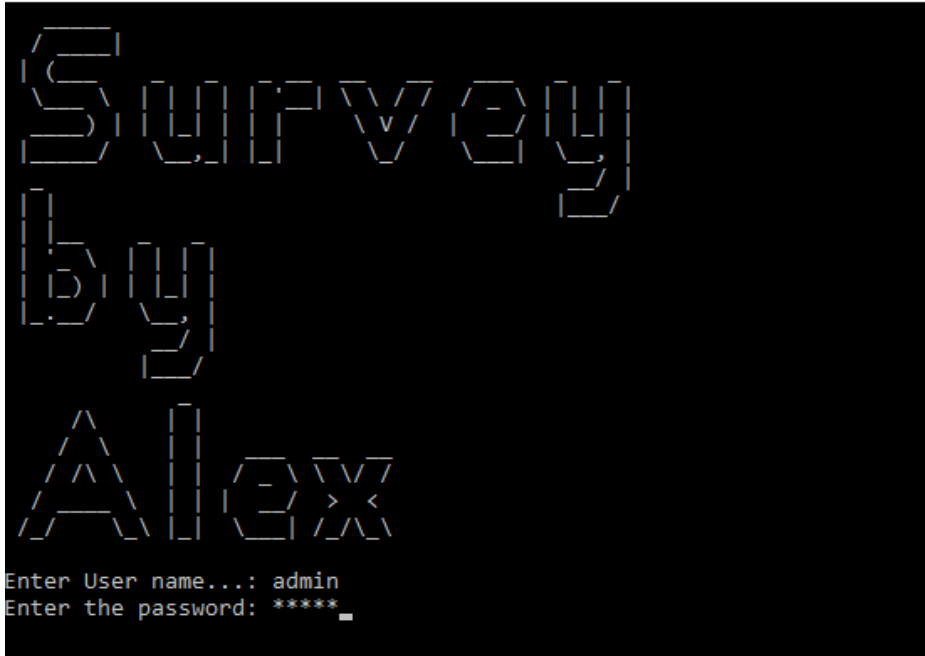 Survey
by
Alex
Enter User name...: admin
Enter the password: *****